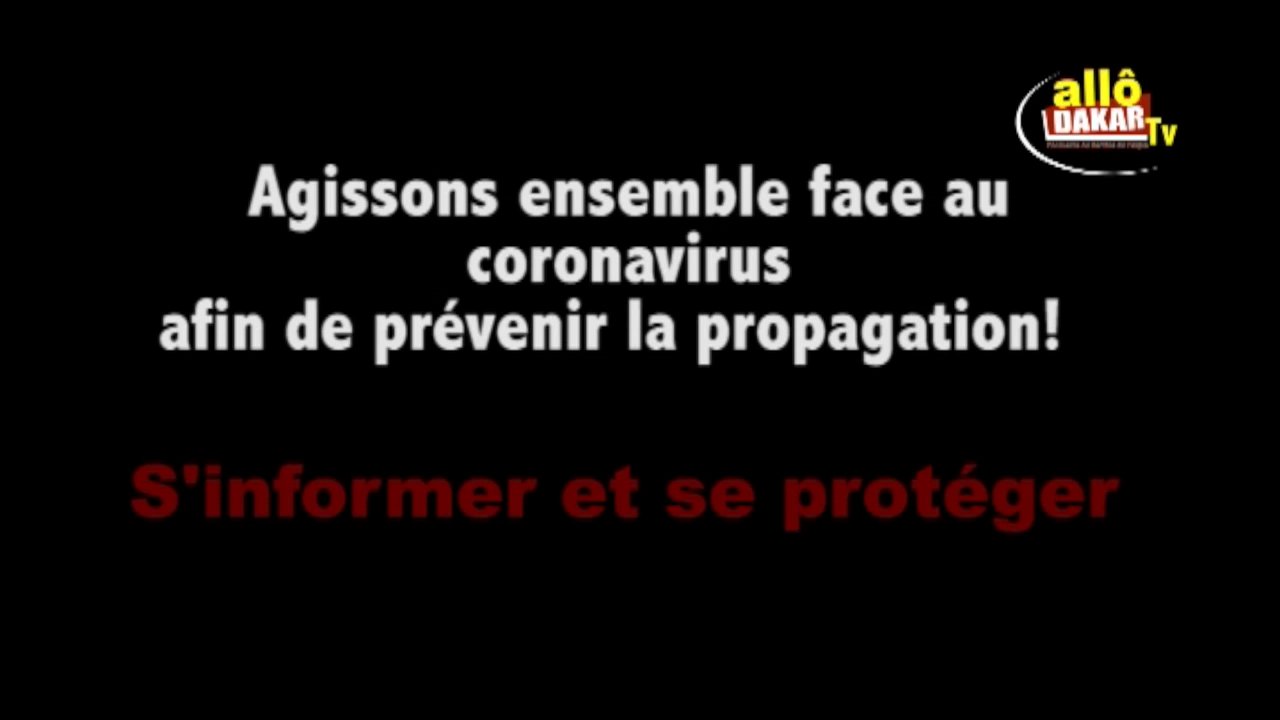 allô
DAKAR
Tv
Agissons ensemble face au
coronavirus
afin de prévenir la propagation!
S'informer et se protéger